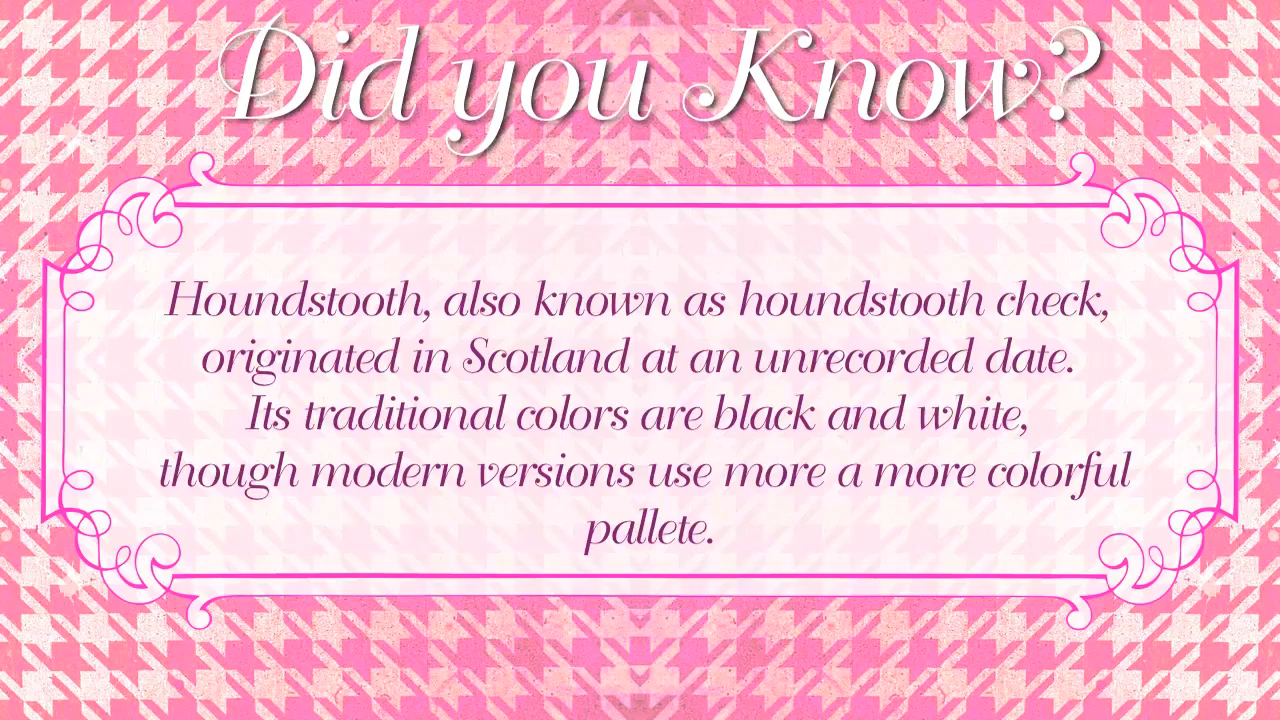 Did you Know?
Houndstooth, also known as houndstooth check,
originated in Scotland at an unrecorded date.
Its traditional colors are black and white,
though modern versions use more a more colorful
pallete.